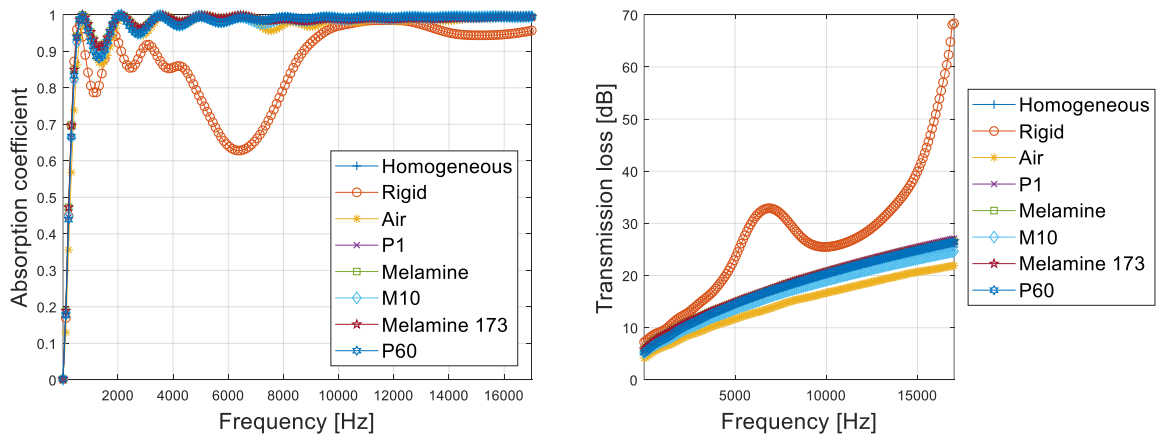 Absorption coefficient
1
0.9
0.8
0.7
0.6
0.5
0.4
0.3
0.2
0.1
0
2000 4000 6000 8000 10000 12000 14000 16000
Frequency [Hz]
Homogeneous
Rigid
Air
P1
Melamine
M10
Melamine 173
P60
Transmission loss [dB]
70
60
50
40
30
20
10
0
5000 10000 15000
Frequency [Hz]
Homogeneous
Rigid
Air
P1
Melamine
M10
Melamine 173
P60